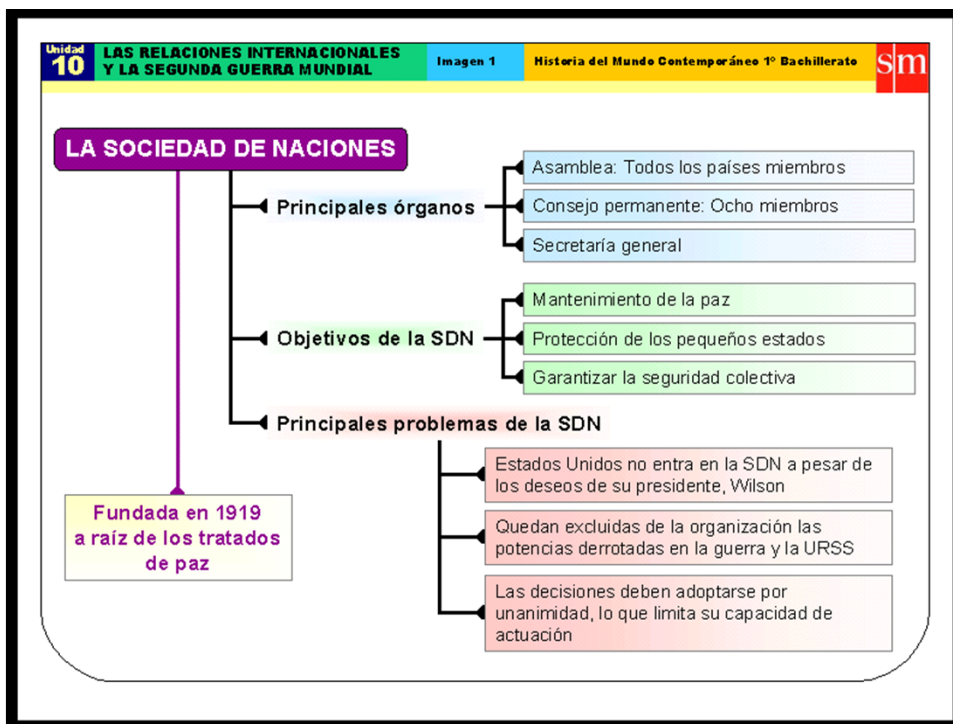 Unidad
10
LAS RELACIONES INTERNACIONALES
Y LA SEGUNDA GUERRA MUNDIAL
Imagen 1
Historia del Mundo Contemporáneo 1º Bachillerato
sm
LA SOCIEDAD DE NACIONES
Principales órganos
Asamblea: Todos los países miembros
Consejo permanente: Ocho miembros
Secretaría general
Objetivos de la SDN
Mantenimiento de la paz
Protección de los pequeños estados
Garantizar la seguridad colectiva
Principales problemas de la SDN
Estados Unidos no entra en la SDN a pesar de
los deseos de su presidente, Wilson
Quedan excluidas de la organización las
potencias derrotadas en la guerra y la URSS
Las decisiones deben adoptarse por
unanimidad, lo que limita su capacidad de
actuación
Fundada en 1919
a raíz de los tratados
de paz